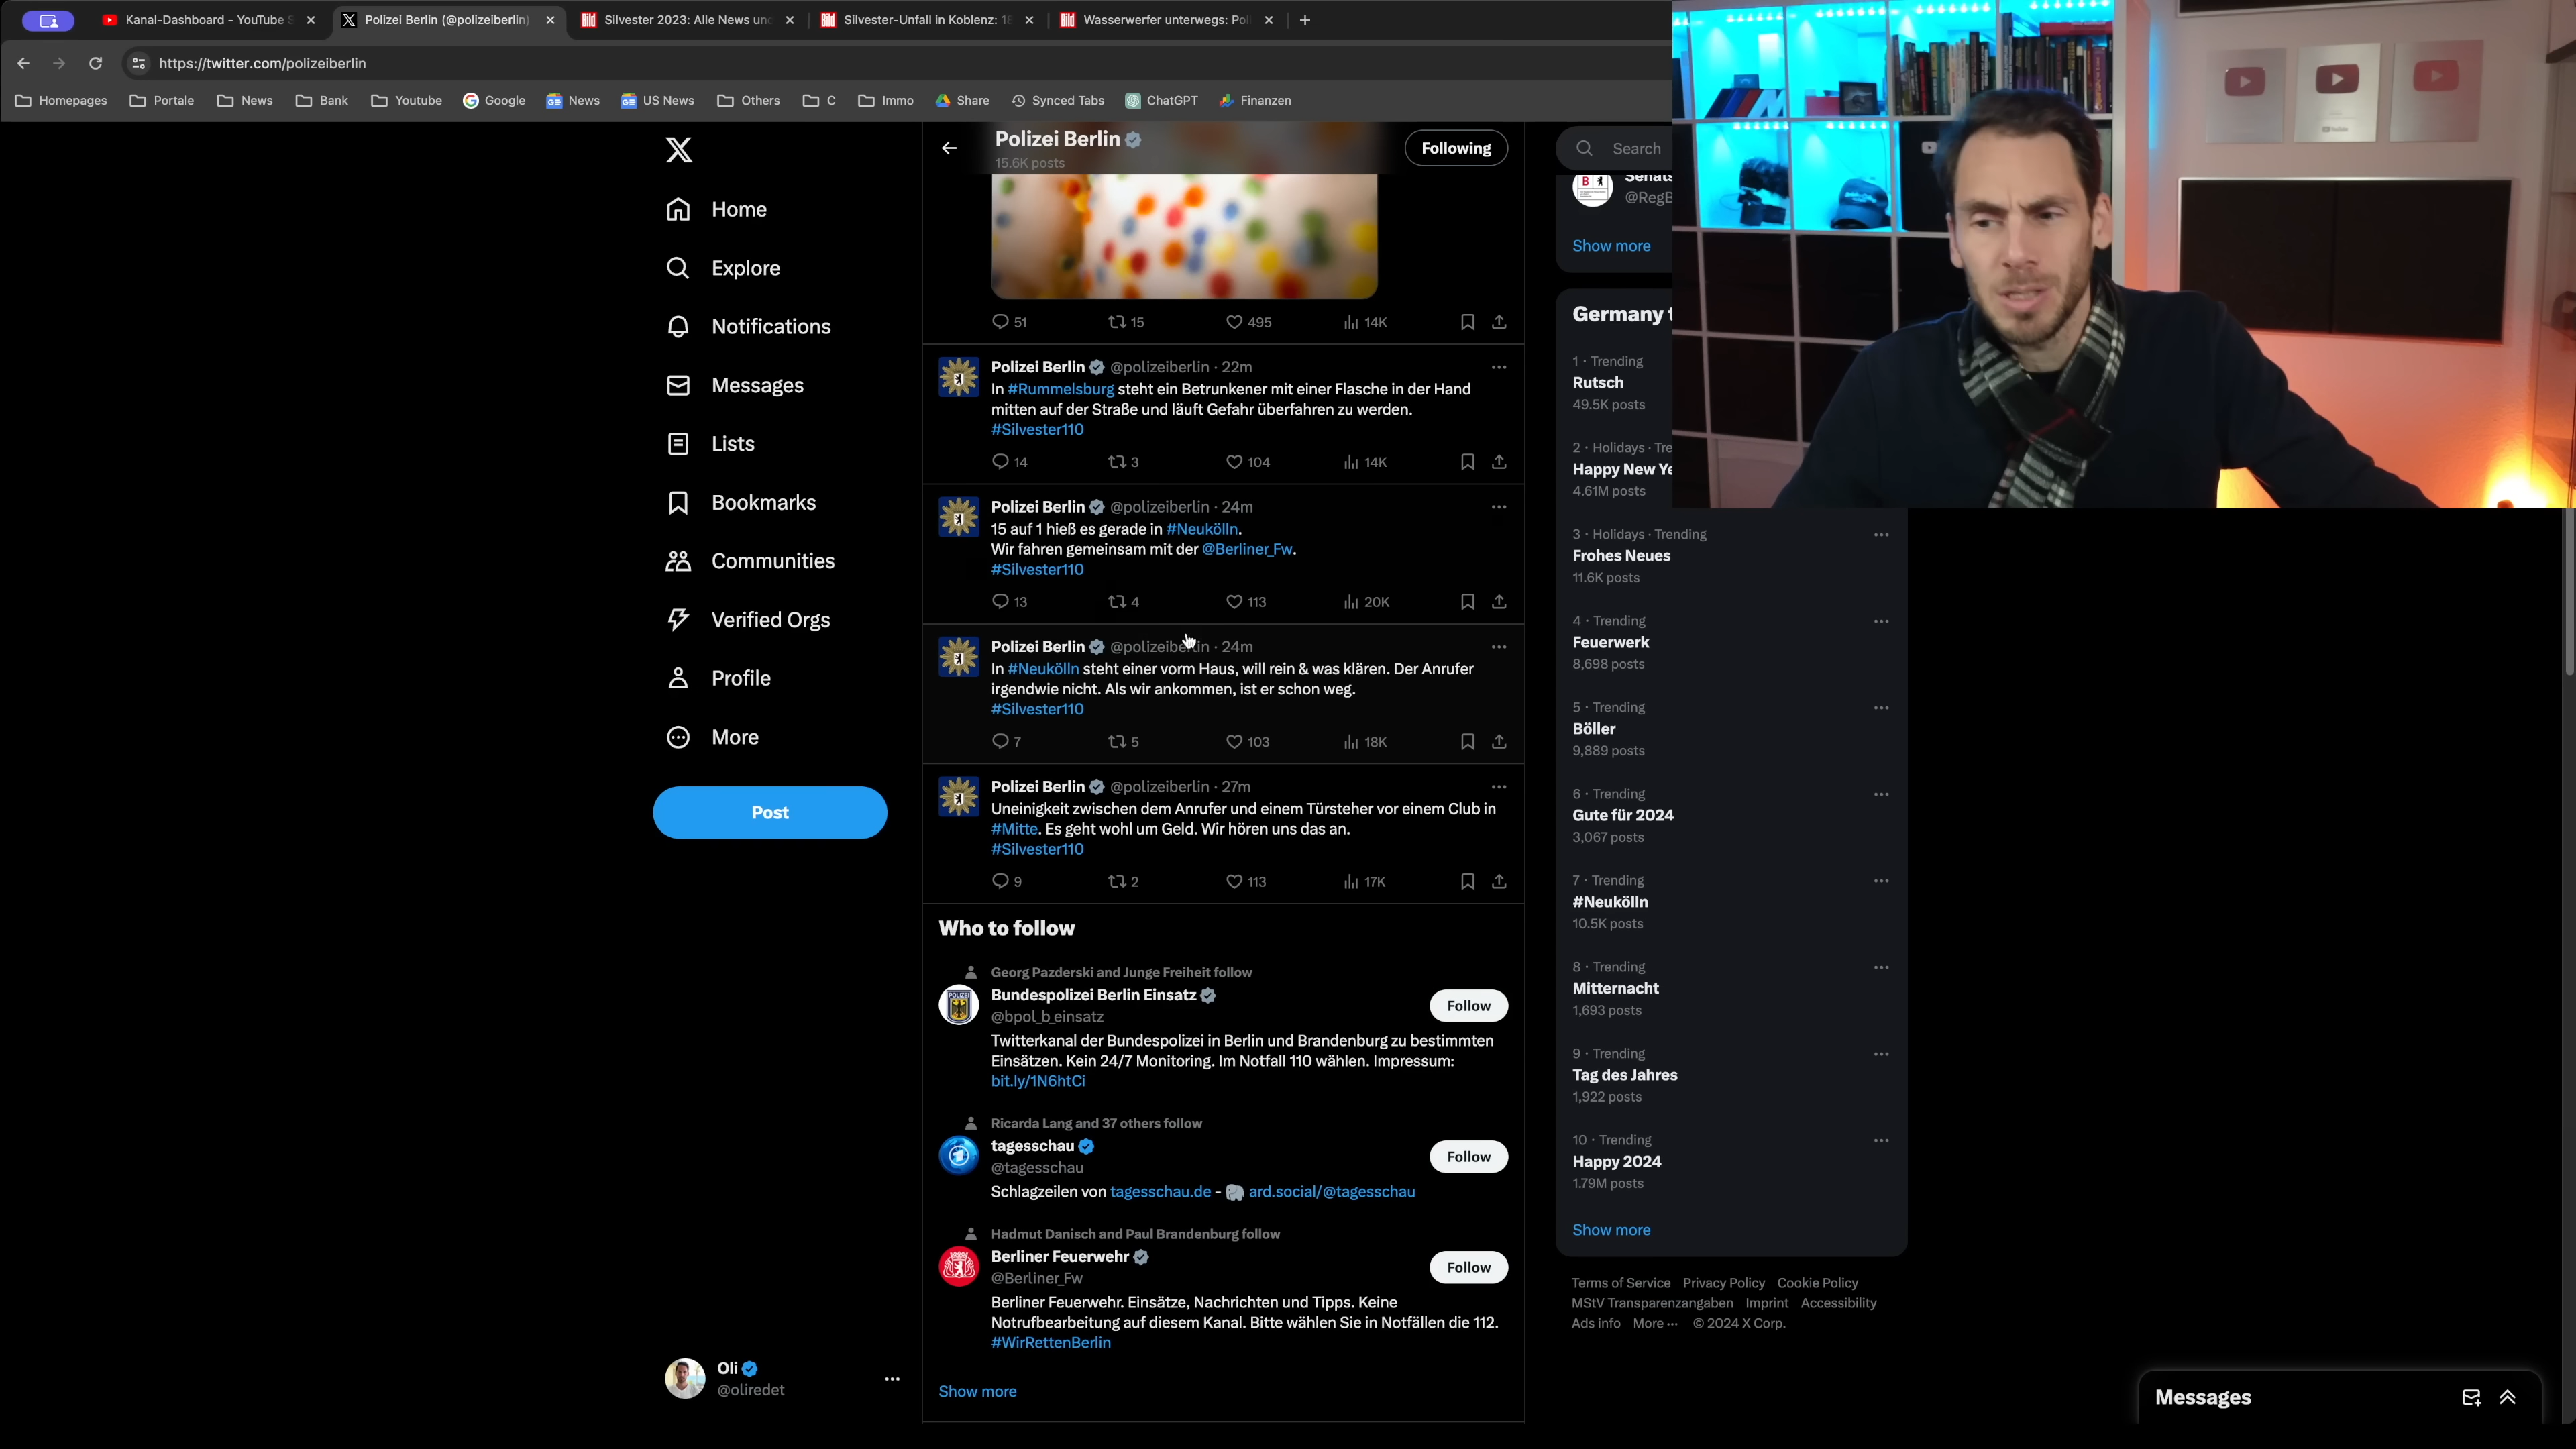 Kanal-Dashboard - YouTube S
Polizei Berlin (@polizeiberlin)
Silvester 2023: Alle News und
Silvester-Unfall in Koblenz: 18
Wasserwerfer unterwegs: Poli
https://twitter.com/polizeiberlin
Homepages
Portale
News
Bank
Youtube
Google
News
US News
Others
C
Immo
Share
Synced Tabs
ChatGPT
Finanzen
Home
Explore
Notifications
Messages
Lists
Bookmarks
Communities
Verified Orgs
Profile
More
Post
Oli
@oliredet
Polizei Berlin
15.6K posts
Following
51 15 495 14K
Polizei Berlin @polizeiberlin · 22m
In #Rummelsburg steht ein Betrunkener mit einer Flasche in der Hand
mitten auf der Straße und läuft Gefahr überfahren zu werden.
#Silvester110
14 3 104 14K
Polizei Berlin @polizeiberlin · 24m
15 auf 1 hieß es gerade in #Neukölln.
Wir fahren gemeinsam mit der @Berliner_Fw.
#Silvester110
13 4 113 20K
Polizei Berlin @polizeiberlin · 24m
In #Neukölln steht einer vorm Haus, will rein & was klären. Der Anrufer
irgendwie nicht. Als wir ankommen, ist er schon weg.
#Silvester110
7 5 103 18K
Polizei Berlin @polizeiberlin · 27m
Uneinigkeit zwischen dem Anrufer und einem Türsteher vor einem Club in
#Mitte. Es geht wohl um Geld. Wir hören uns das an.
#Silvester110
9 2 113 17K
Who to follow
Georg Pazderski and Junge Freiheit follow
Bundespolizei Berlin Einsatz
@bpol_b_einsatz
Follow
Twitterkanal der Bundespolizei in Berlin und Brandenburg zu bestimmten
Einsätzen. Kein 24/7 Monitoring. Im Notfall 110 wählen. Impressum:
bit.ly/1N6htCi
Ricarda Lang and 37 others follow
tagesschau
@tagesschau
Follow
Schlagzeilen von tagesschau.de - ard.social/@tagesschau
Hadmut Danisch and Paul Brandenburg follow
Berliner Feuerwehr
@Berliner_Fw
Follow
Berliner Feuerwehr. Einsätze, Nachrichten und Tipps. Keine
Notrufbearbeitung auf diesem Kanal. Bitte wählen Sie in Notfällen die 112.
#WirRettenBerlin
Show more
Search
Senats
@RegB
Show more
Germany t
1 · Trending
Rutsch
49.5K posts
2 · Holidays · Tre
Happy New Ye
4.61M posts
3 · Holidays · Trending
Frohes Neues
11.6K posts
4 · Trending
Feuerwerk
8,698 posts
5 · Trending
Böller
9,889 posts
6 · Trending
Gute für 2024
3,067 posts
7 · Trending
#Neukölln
10.5K posts
8 · Trending
Mitternacht
1,693 posts
9 · Trending
Tag des Jahres
1,922 posts
10 · Trending
Happy 2024
1.79M posts
Show more
Terms of Service Privacy Policy Cookie Policy
MStV Transparenzangaben Imprint Accessibility
Ads info More ··· © 2024 X Corp.
Messages